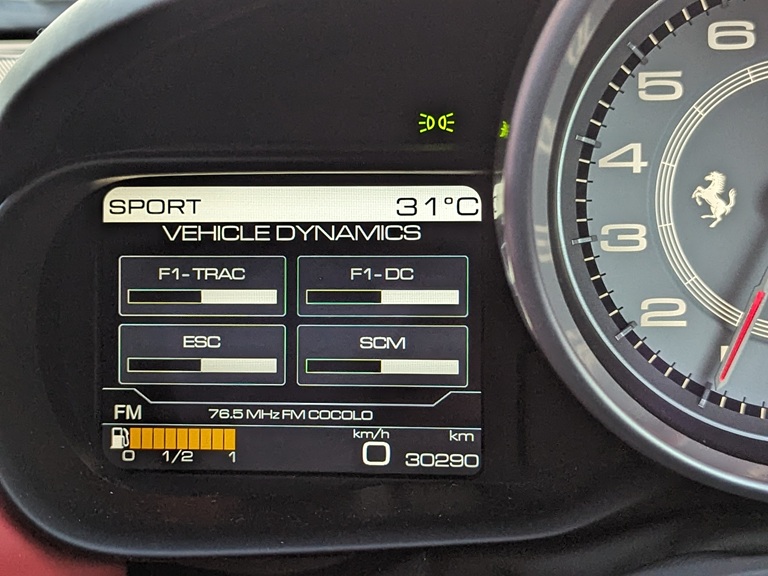 SPORT 31°C
VEHICLE DYNAMICS
F1-TRAC F1-DC
ESC SCM
FM 76.5 MHz FM COCOLO
km/h km
0 1/2 1 0 30290
6
5
4
3
2